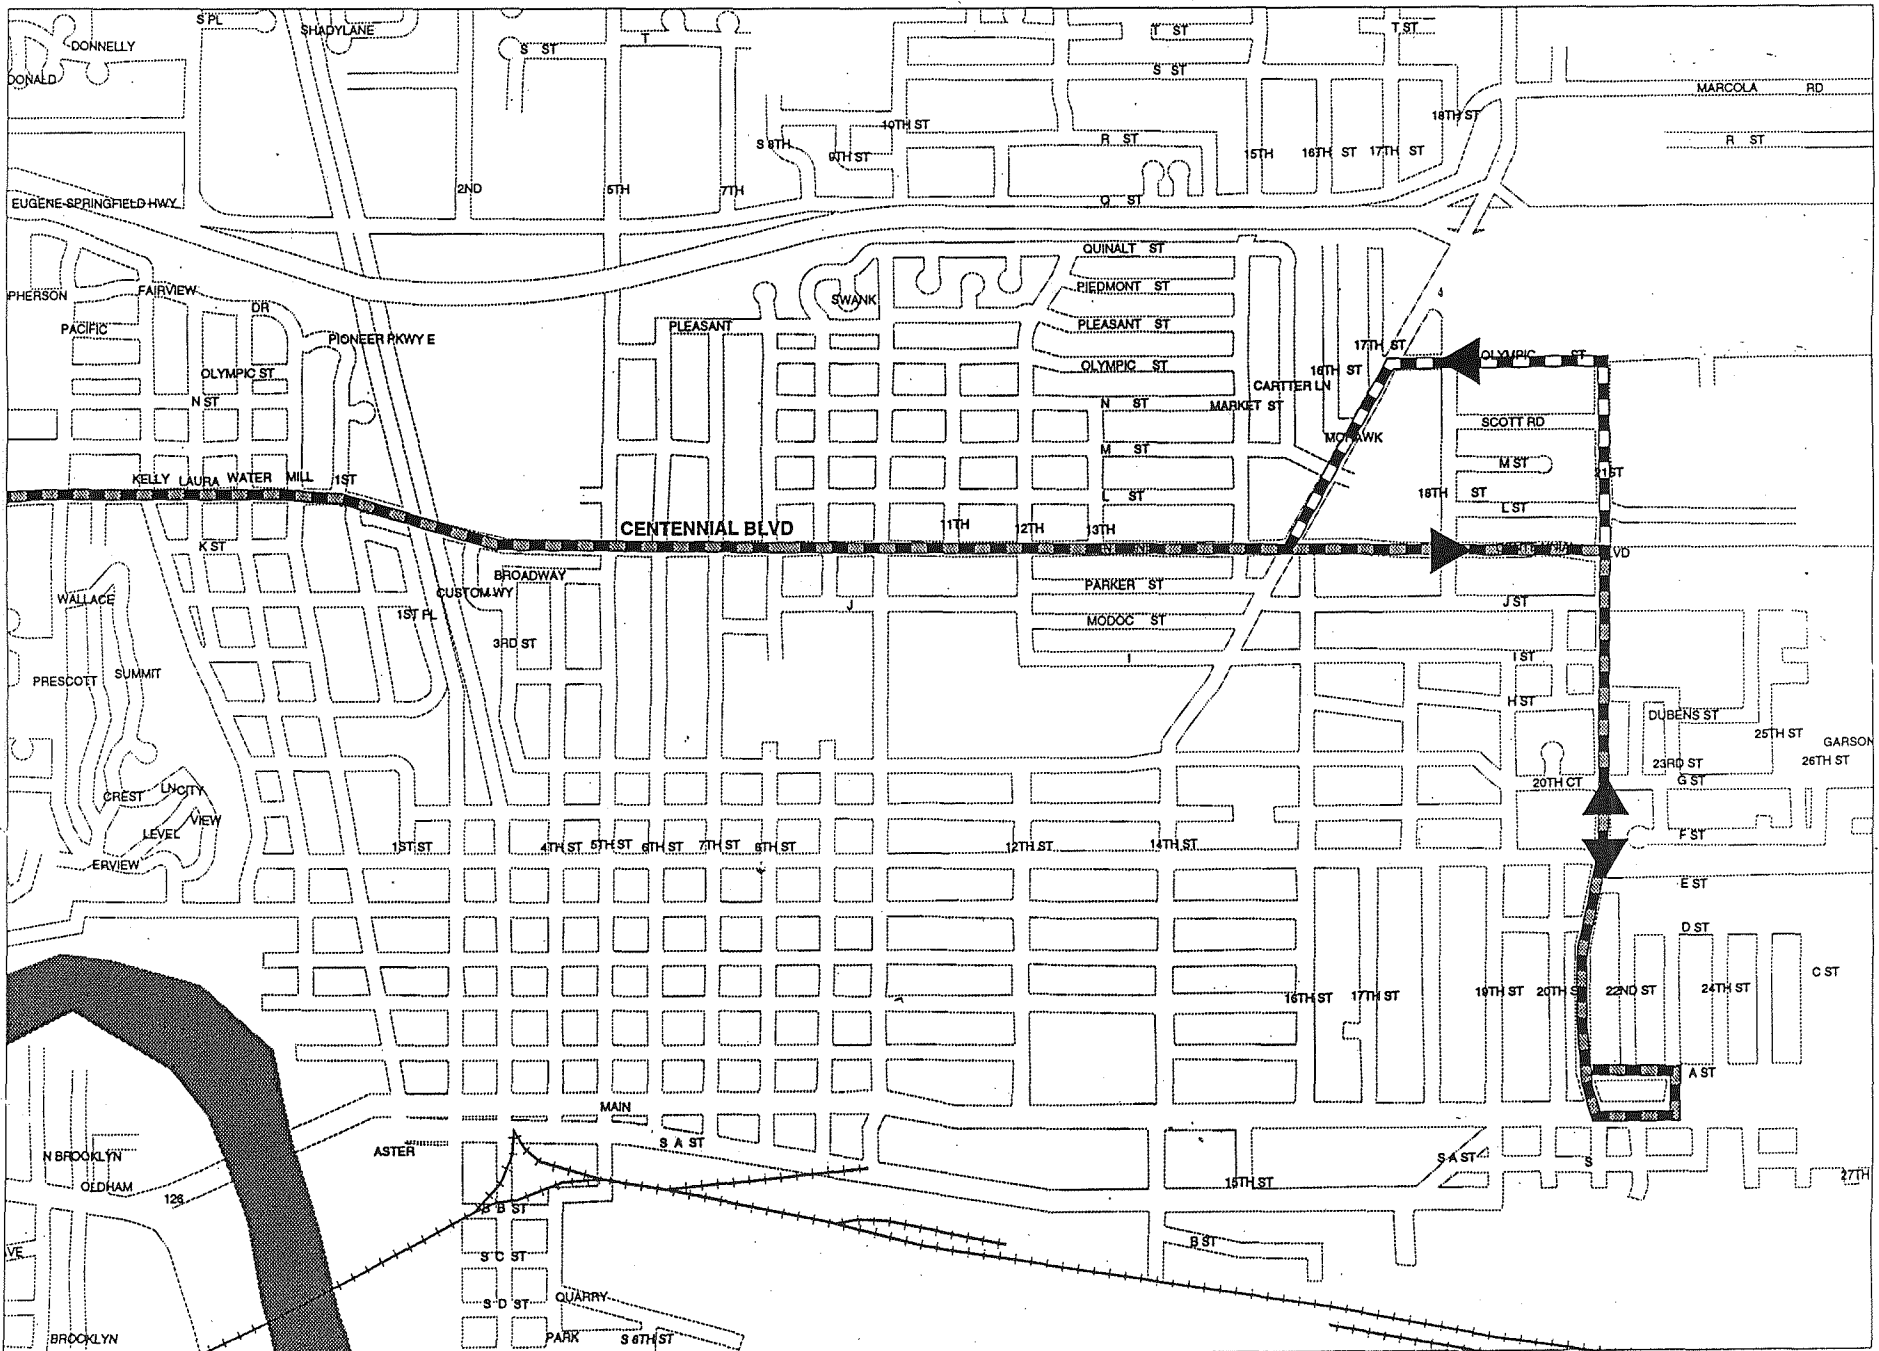 S PL
SHADYLANE
DONNELLY
DONALD
S ST
T
T ST
T ST
S ST
MARCOLA RD
10TH ST
18TH ST
R ST
R ST
S 8TH
9TH ST
15TH
16TH ST
17TH ST
2ND
5TH
7TH
EUGENE-SPRINGFIELD HWY
Q ST
QUINALT ST
PHERSON
FAIRVIEW
DR
SWANK
PIEDMONT ST
PACIFIC
PLEASANT
PLEASANT ST
PIONEER PKWY E
17TH ST
OLYMPIC ST
OLYMPIC ST
OLYMPIC ST
16TH ST
CARTTER LN
N ST
N ST
MARKET ST
SCOTT RD
MOHAWK
M ST
M ST
21ST
KELLY
LAURA
WATER
MILL
1ST
18TH ST
L ST
L ST
CENTENNIAL BLVD
11TH
12TH
13TH
K ST
VD
BROADWAY
PARKER ST
WALLACE
CUSTOM WY
1ST PL
J
J ST
MODOC ST
3RD ST
I
I ST
PRESCOTT
SUMMIT
H ST
DUBENS ST
25TH ST
GARSON
23RD ST
26TH ST
20TH CT
G ST
CREST
LN
CITY
VIEW
LEVEL
F ST
1ST ST
4TH ST
5TH ST
6TH ST
7TH ST
8TH ST
12TH ST
14TH ST
ERVIEW
E ST
D ST
C ST
16TH ST
17TH ST
19TH ST
20TH S
22ND ST
24TH ST
A ST
MAIN
S A ST
ASTER
N BROOKLYN
S A ST
S
OLDHAM
126
15TH ST
27TH
S B ST
B ST
VE
S C ST
S D ST
QUARRY
BROOKLYN
PARK
S 6TH ST